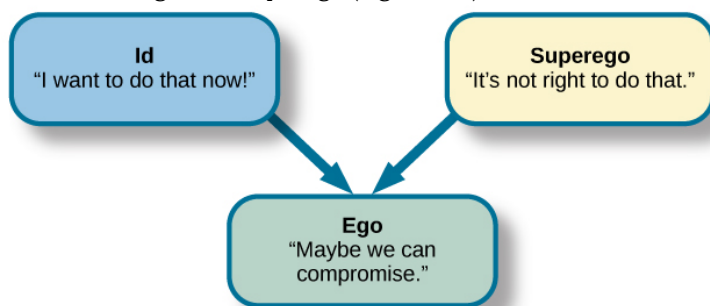 Id
“I want to do that now!”
Superego
“It’s not right to do that.”
Ego
“Maybe we can
compromise.”